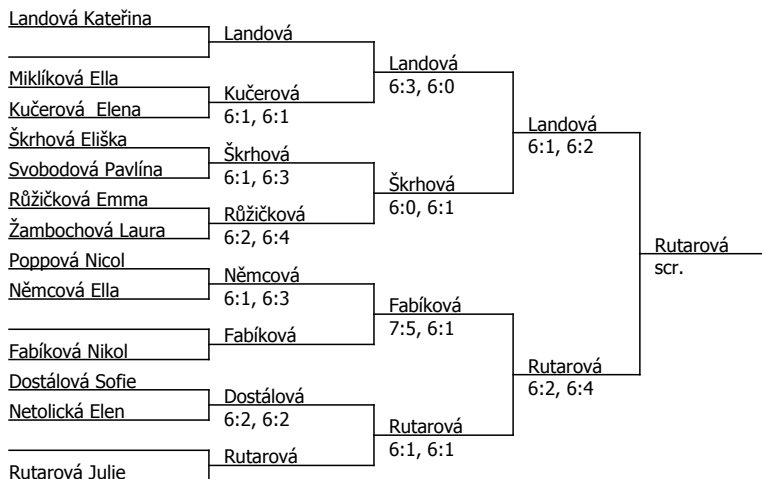 Landová Kateřina
Landová
Landová
6:3, 6:0
Miklíková Ella
Kučerová
6:1, 6:1
Kučerová Elena
Landová
6:1, 6:2
Škrhová Eliška
Škrhová
6:1, 6:3
Svobodová Pavlína
Škrhová
6:0, 6:1
Růžičková Emma
Růžičková
6:2, 6:4
Žambochová Laura
Rutarová
scr.
Poppová Nicol
Němcová
6:1, 6:3
Němcová Ella
Fabíková
7:5, 6:1
Fabíková
Fabíková Nikol
Rutarová
6:2, 6:4
Dostálová Sofie
Dostálová
6:2, 6:2
Netolická Elen
Rutarová
6:1, 6:1
Rutarová
Rutarová Julie